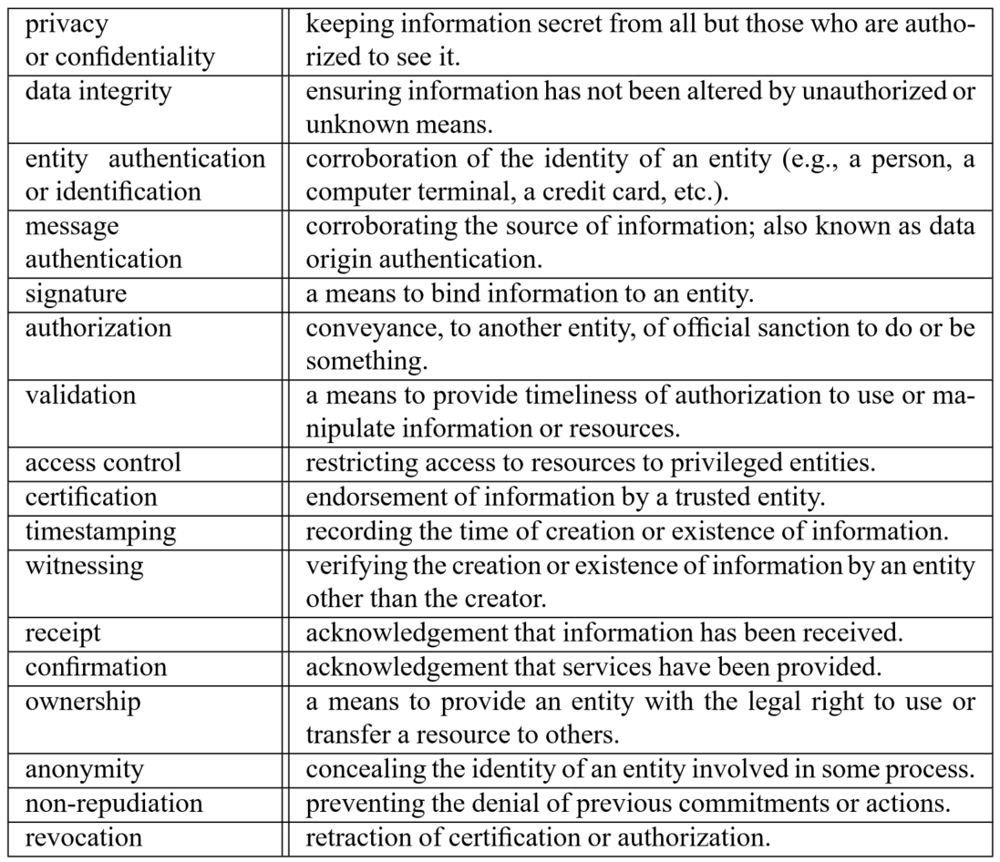 privacy
or confidentiality
keeping information secret from all but those who are autho-
rized to see it.
data integrity
ensuring information has not been altered by unauthorized or
unknown means.
entity authentication
or identification
corroboration of the identity of an entity (e.g., a person, a
computer terminal, a credit card, etc.).
message
authentication
corroborating the source of information; also known as data
origin authentication.
signature
a means to bind information to an entity.
authorization
conveyance, to another entity, of official sanction to do or be
something.
validation
a means to provide timeliness of authorization to use or ma-
nipulate information or resources.
access control
restricting access to resources to privileged entities.
certification
endorsement of information by a trusted entity.
timestamping
recording the time of creation or existence of information.
witnessing
verifying the creation or existence of information by an entity
other than the creator.
receipt
acknowledgement that information has been received.
confirmation
acknowledgement that services have been provided.
ownership
a means to provide an entity with the legal right to use or
transfer a resource to others.
anonymity
concealing the identity of an entity involved in some process.
non-repudiation
preventing the denial of previous commitments or actions.
revocation
retraction of certification or authorization.